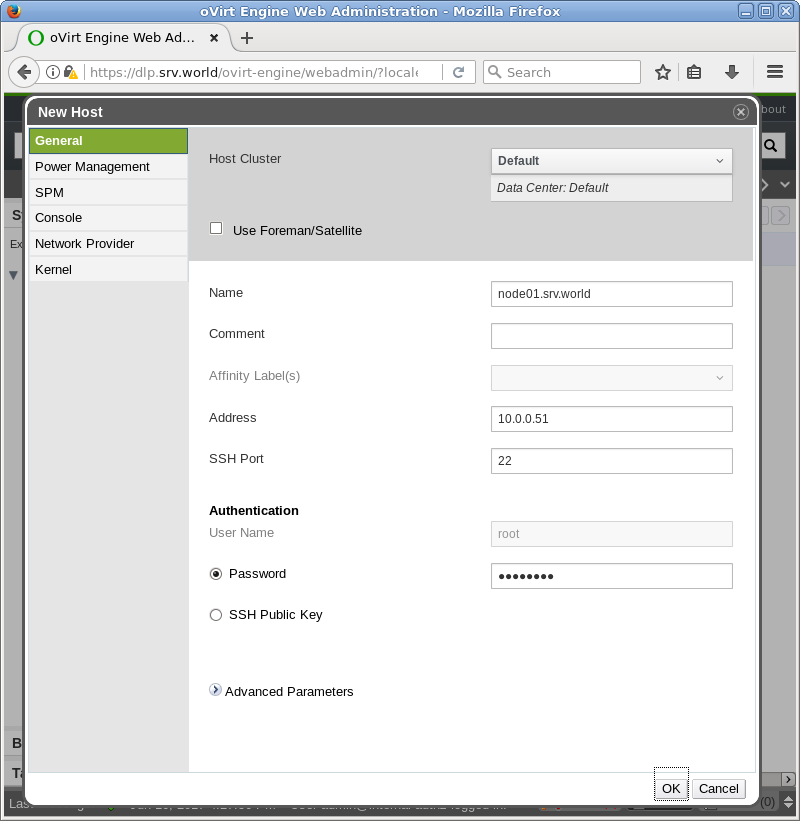 oVirt Engine Web Administration - Mozilla Firefox
oVirt Engine Web Ad...
https://dlp.srv.world/ovirt-engine/webadmin/?locale
Search
bout
New Host
General
Power Management
SPM
Console
Network Provider
Kernel
Host Cluster
Default
Data Center: Default
Use Foreman/Satellite
Name
node01.srv.world
Comment
Affinity Label(s)
Address
10.0.0.51
SSH Port
22
Authentication
User Name
root
Password
●●●●●●●●
SSH Public Key
Advanced Parameters
OK
Cancel
Ex
B
Las
(0)